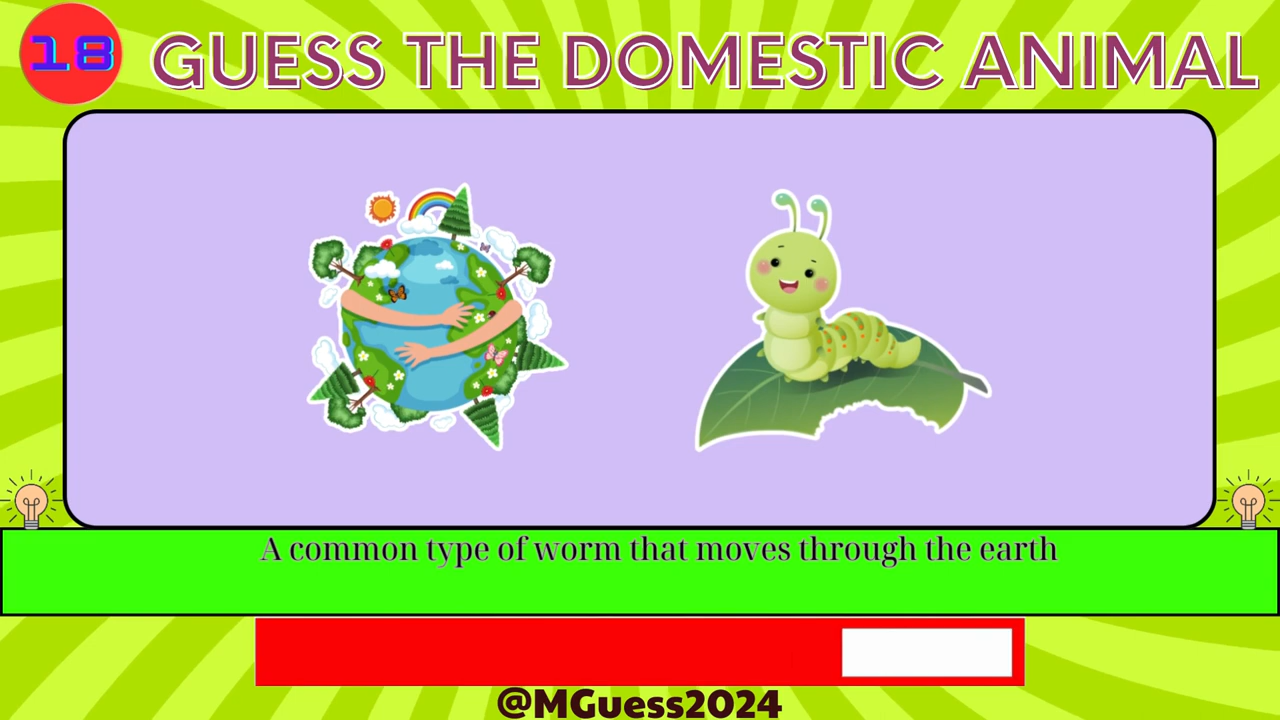 18
GUESS THE DOMESTIC ANIMAL
A common type of worm that moves through the earth
@MGuess2024